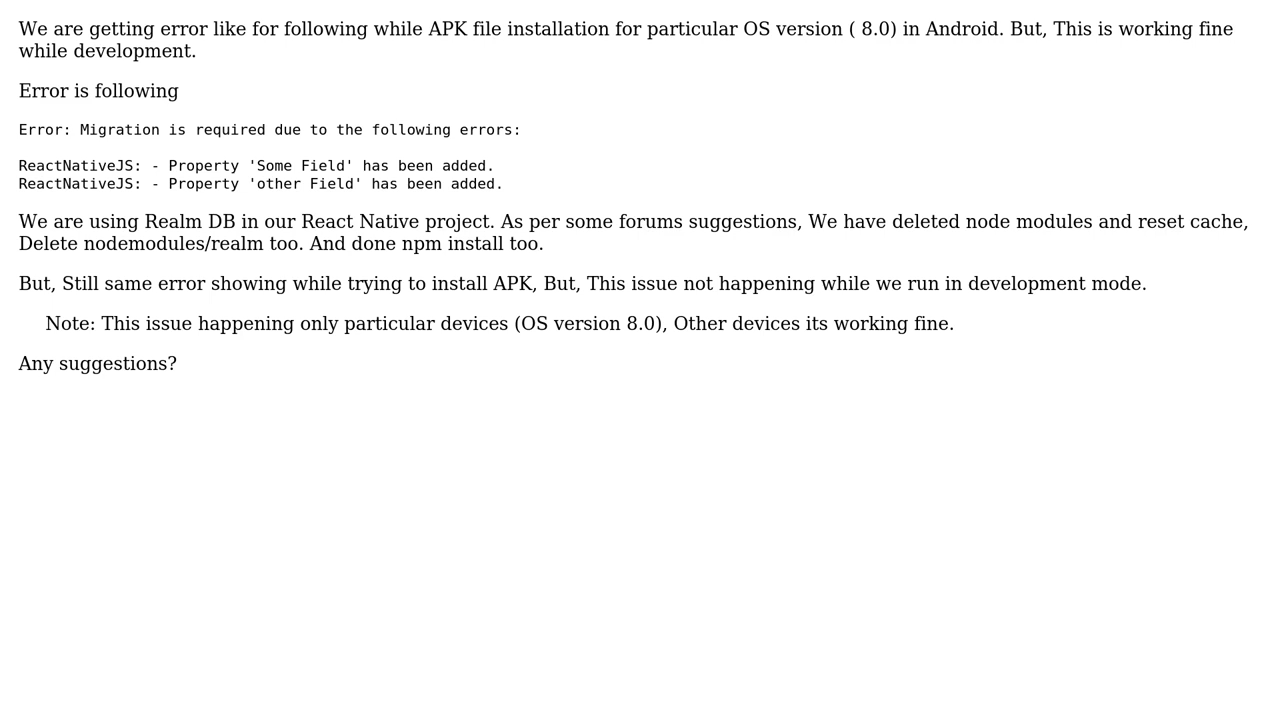 We are getting error like for following while APK file installation for particular OS version ( 8.0) in Android. But, This is working fine
while development.
Error is following
Error: Migration is required due to the following errors:
ReactNativeJS: - Property 'Some Field' has been added.
ReactNativeJS: - Property 'other Field' has been added.
We are using Realm DB in our React Native project. As per some forums suggestions, We have deleted node modules and reset cache,
Delete nodemodules/realm too. And done npm install too.
But, Still same error showing while trying to install APK, But, This issue not happening while we run in development mode.
Note: This issue happening only particular devices (OS version 8.0), Other devices its working fine.
Any suggestions?